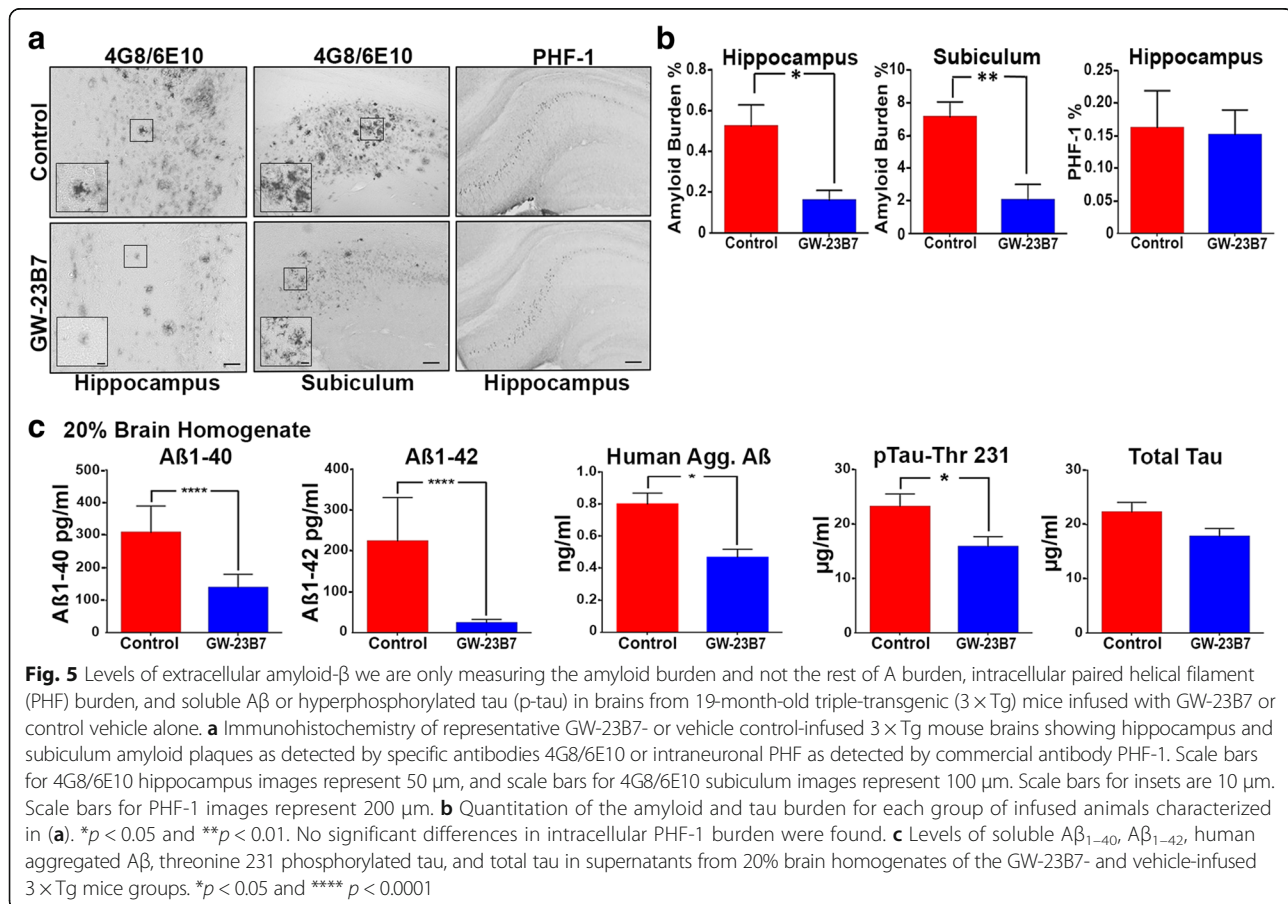 a
4G8/6E10 4G8/6E10 PHF-1
Control
GW-23B7
Hippocampus Subiculum Hippocampus
b
Hippocampus
Amyloid Burden %
0.8
0.6
0.4
0.2
0
*
Control GW-23B7
Subiculum
Amyloid Burden %
10
8
6
4
2
0
**
Control GW-23B7
Hippocampus
PHF-1 %
0.25
0.20
0.15
0.10
0.05
0
Control GW-23B7
c 20% Brain Homogenate
Aß1-40
Aß1-40 pg/ml
500
400
300
200
100
0
****
Control GW-23B7
Aß1-42
Aß1-42 pg/ml
400
300
200
100
0
****
Control GW-23B7
Human Agg. Aß
ng/ml
1.0
0.8
0.6
0.4
0.2
0
*
Control GW-23B7
pTau-Thr 231
µg/ml
30
20
10
0
*
Control GW-23B7
Total Tau
µg/ml
30
20
10
0
Control GW-23B7
Fig. 5 Levels of extracellular amyloid-β we are only measuring the amyloid burden and not the rest of A burden, intracellular paired helical filament
(PHF) burden, and soluble Aβ or hyperphosphorylated tau (p-tau) in brains from 19-month-old triple-transgenic (3 × Tg) mice infused with GW-23B7 or
control vehicle alone. a Immunohistochemistry of representative GW-23B7- or vehicle control-infused 3 × Tg mouse brains showing hippocampus and
subiculum amyloid plaques as detected by specific antibodies 4G8/6E10 or intraneuronal PHF as detected by commercial antibody PHF-1. Scale bars
for 4G8/6E10 hippocampus images represent 50 μm, and scale bars for 4G8/6E10 subiculum images represent 100 μm. Scale bars for insets are 10 μm.
Scale bars for PHF-1 images represent 200 μm. b Quantitation of the amyloid and tau burden for each group of infused animals characterized
in (a). *p < 0.05 and **p < 0.01. No significant differences in intracellular PHF-1 burden were found. c Levels of soluble Aβ₁₋₄₀, Aβ₁₋₄₂, human
aggregated Aβ, threonine 231 phosphorylated tau, and total tau in supernatants from 20% brain homogenates of the GW-23B7- and vehicle-infused
3 × Tg mice groups. *p < 0.05 and **** p < 0.0001